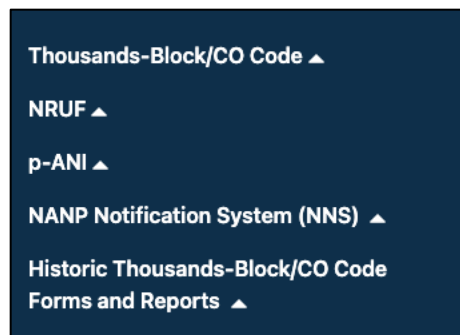 Thousands-Block/CO Code
NRUF
p-ANI
NANP Notification System (NNS)
Historic Thousands-Block/CO Code
Forms and Reports